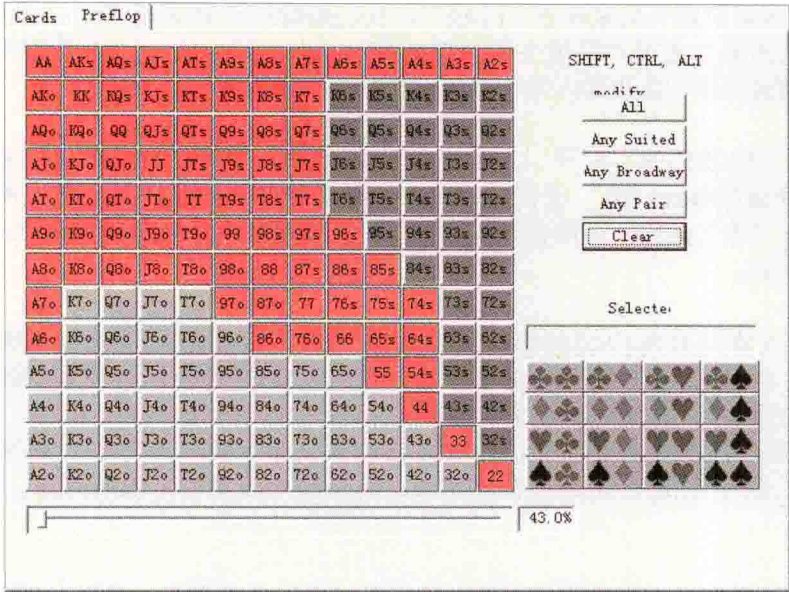 Cards Preflop
AA AKs AQs AJs ATs A9s A8s A7s A6s A5s A4s A3s A2s
SHIFT, CTRL, ALT
modify
AKo KK KQs KJs KTs K9s K8s K7s K6s K5s K4s K3s K2s
All
AQo KQo QQ QJs QTs Q9s Q8s Q7s Q6s Q5s Q4s Q3s Q2s
Any Suited
AJo KJo QJo JJ JTs J9s J8s J7s J6s J5s J4s J3s J2s
Any Broadway
ATo KTo QTo JTo TT T9s T8s T7s T6s T5s T4s T3s T2s
Any Pair
A9o K9o Q9o J9o T9o 99 98s 97s 96s 95s 94s 93s 92s
Clear
A8o K8o Q8o J8o T8o 98o 88 87s 86s 85s 84s 83s 82s
A7o K7o Q7o J7o T7o 97o 87o 77 76s 75s 74s 73s 72s
Selecte
A6o K6o Q6o J6o T6o 96o 86o 76o 66 65s 64s 63s 62s
A5o K5o Q5o J5o T5o 95o 85o 75o 65o 55 54s 53s 52s
A4o K4o Q4o J4o T4o 94o 84o 74o 64o 54o 44 43s 42s
A3o K3o Q3o J3o T3o 93o 83o 73o 63o 53o 43o 33 32s
A2o K2o Q2o J2o T2o 92o 82o 72o 62o 52o 42o 32o 22
43.0%